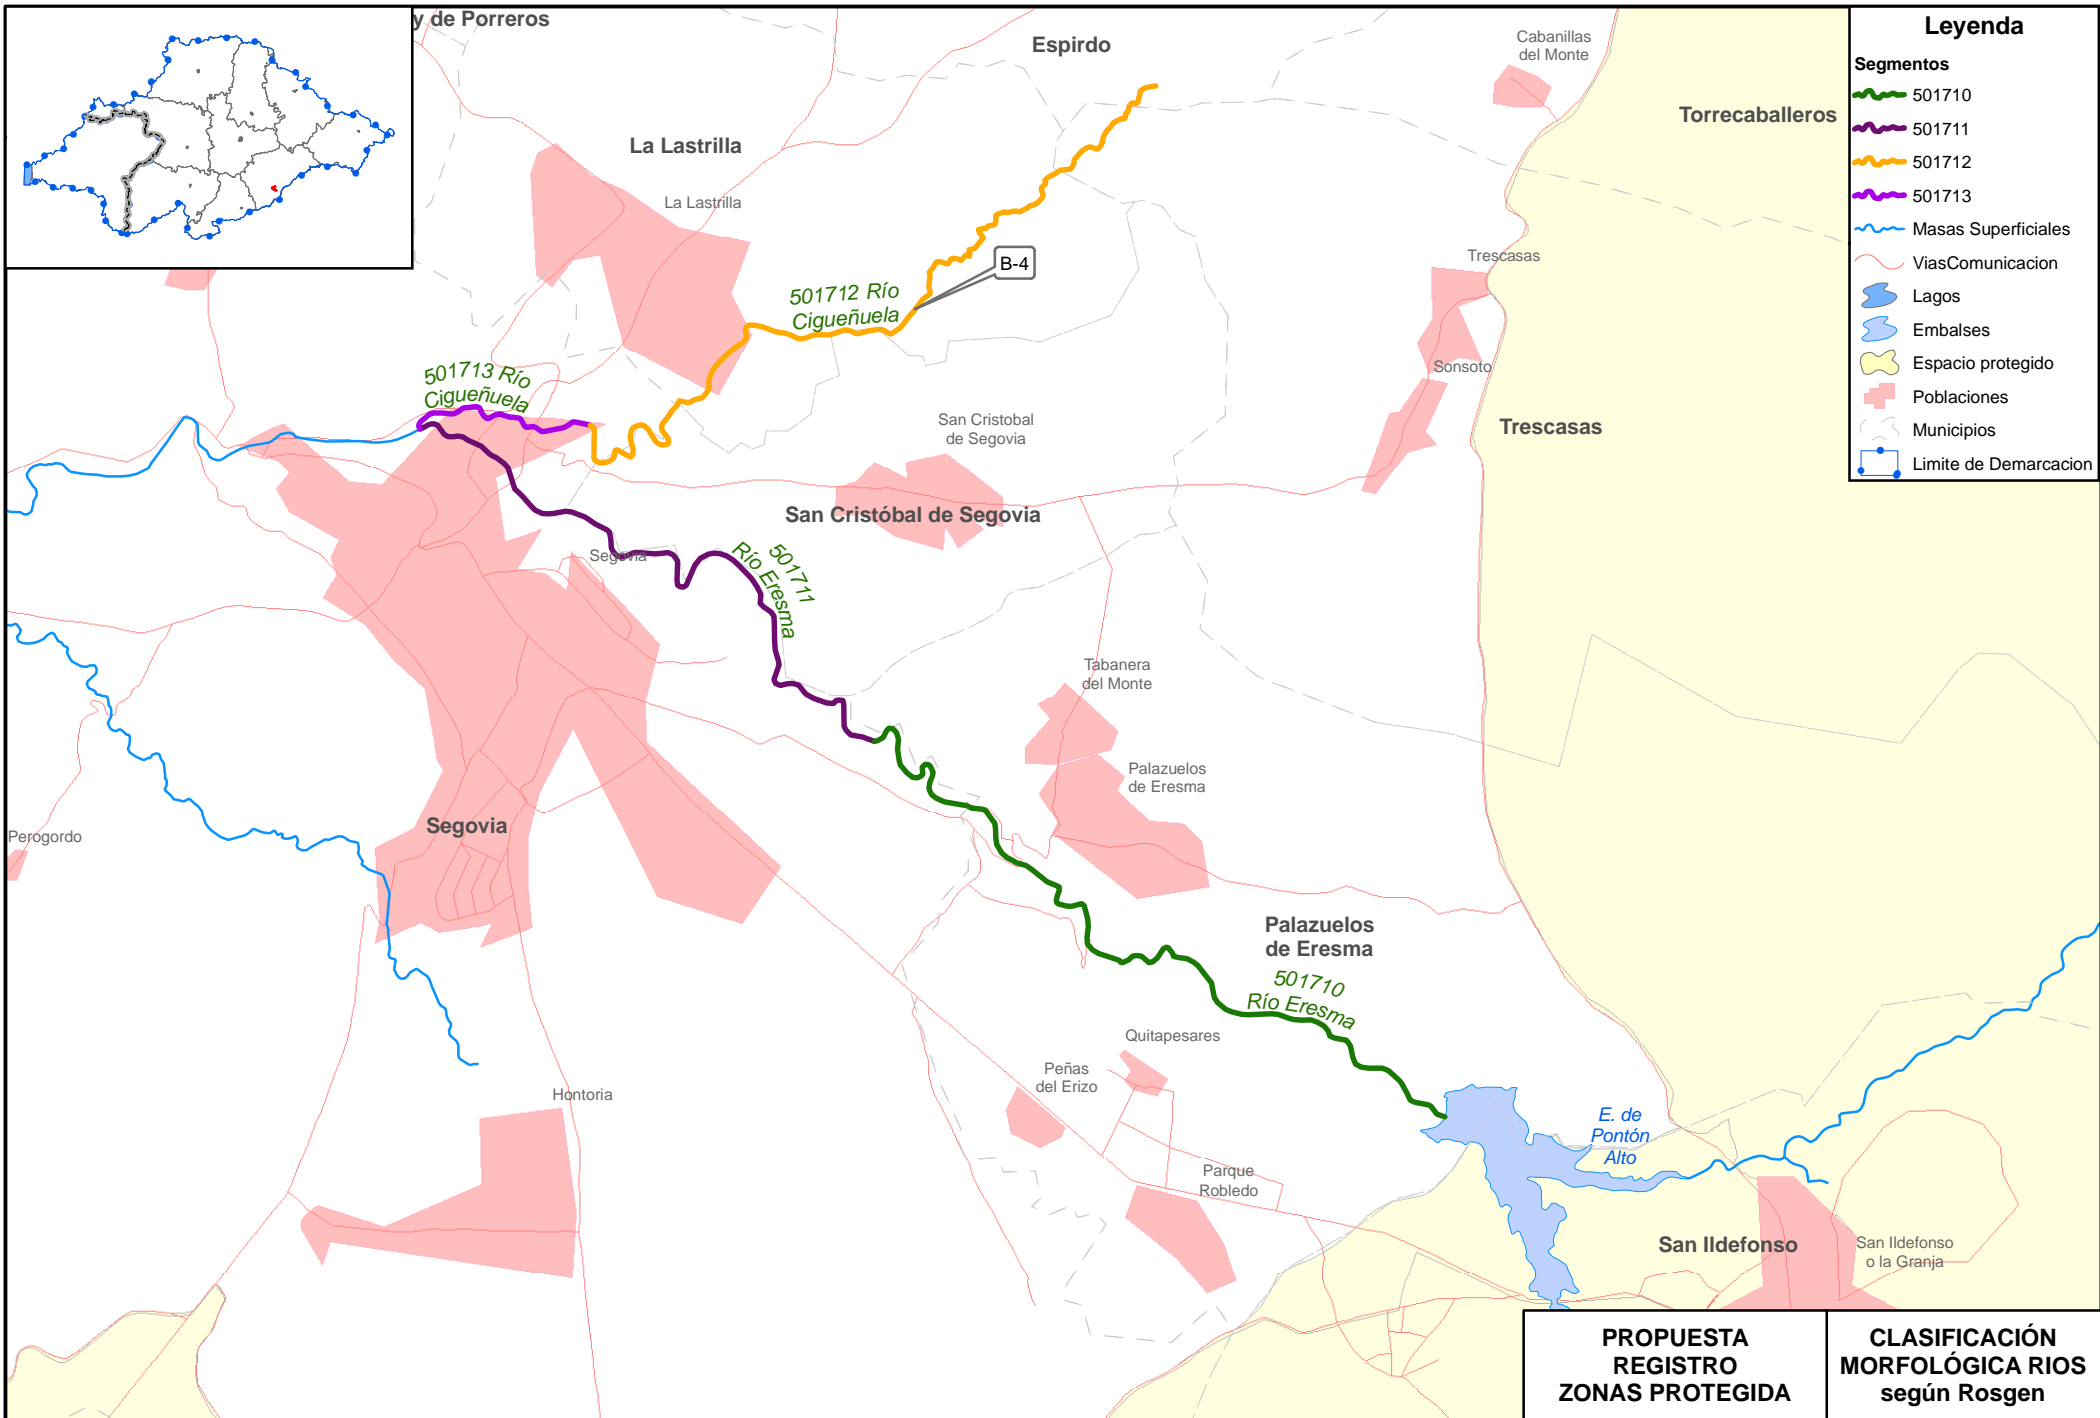 y de Porreros
Espirdo
Cabanillas
del Monte
Torrecaballeros
La Lastrilla
La Lastrilla
Trescasas
B-4
501712 Río
Cigueñuela
Sonsoto
501713 Río
Cigueñuela
San Cristobal
de Segovia
Trescasas
San Cristóbal de Segovia
Segovia
501711
Río Eresma
Tabanera
del Monte
Palazuelos
de Eresma
Perogordo
Segovia
Palazuelos
de Eresma
501710
Río Eresma
Quitapesares
Peñas
del Erizo
Hontoria
E. de
Pontón
Alto
Parque
Robledo
San Ildefonso
San Ildefonso
o la Granja
Leyenda
Segmentos
501710
501711
501712
501713
Masas Superficiales
ViasComunicacion
Lagos
Embalses
Espacio protegido
Poblaciones
Municipios
Limite de Demarcacion
PROPUESTA
REGISTRO
ZONAS PROTEGIDA
CLASIFICACIÓN
MORFOLÓGICA RIOS
según Rosgen